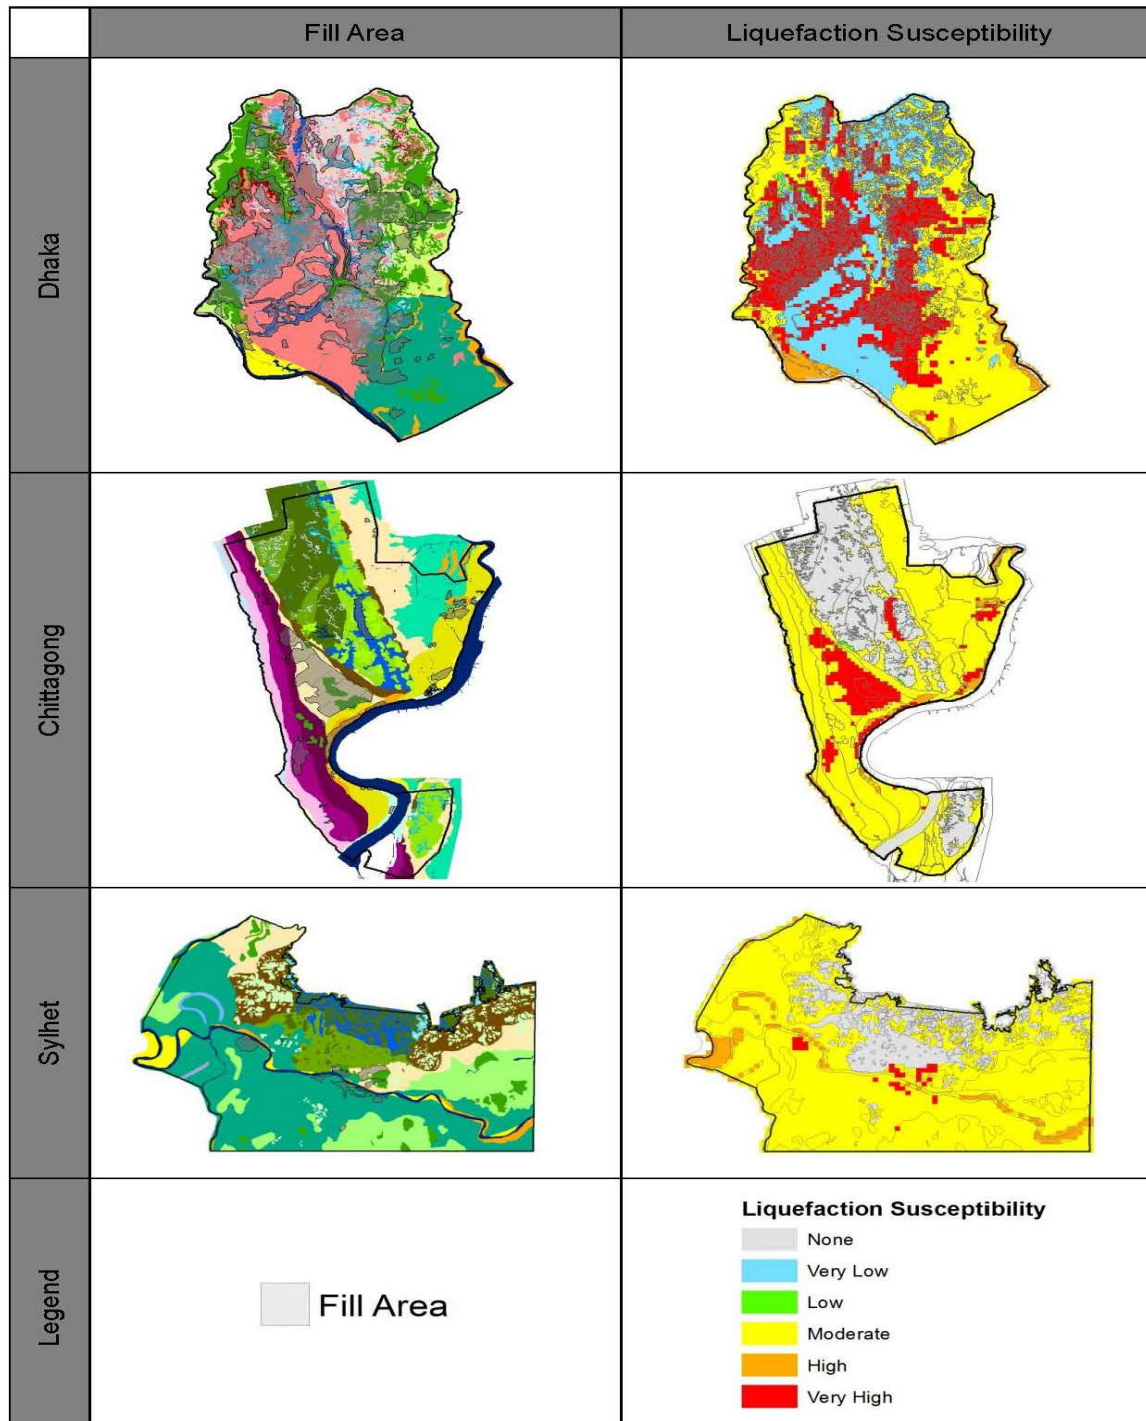 Fill Area
Liquefaction Susceptibility
Dhaka
Chittagong
Sylhet
Legend
Fill Area
Liquefaction Susceptibility
None
Very Low
Low
Moderate
High
Very High